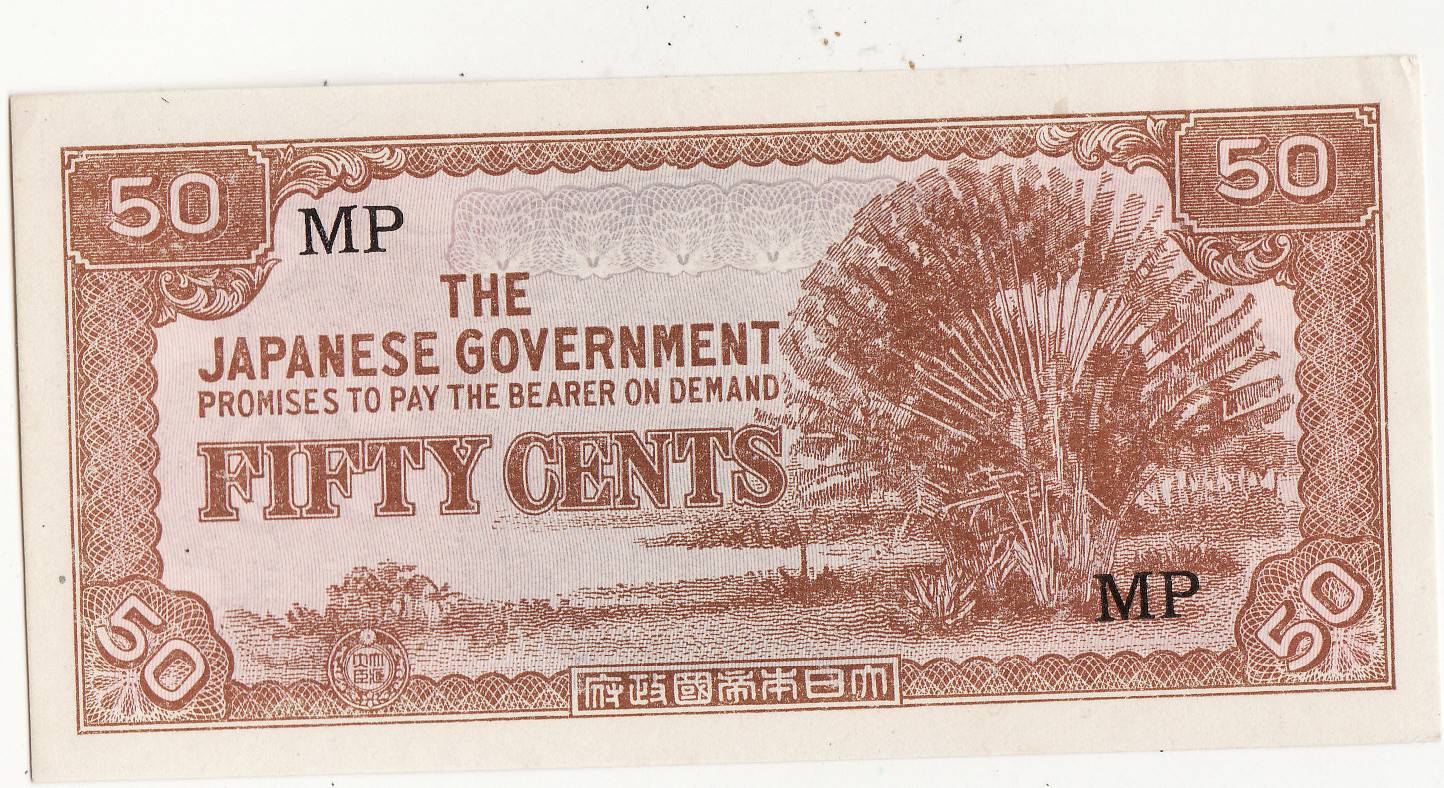 50
50
MP
THE
JAPANESE GOVERNMENT
PROMISES TO PAY THE BEARER ON DEMAND
FIFTY CENTS
MP
50
50
大日本帝國政府